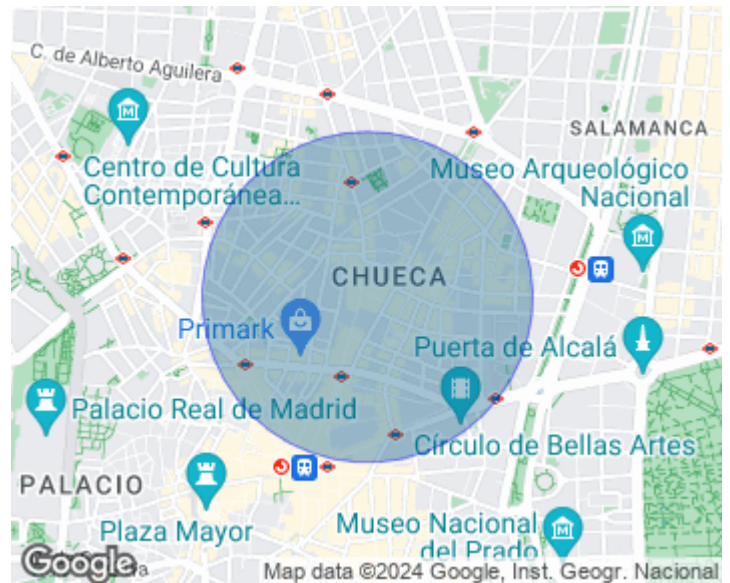 C. de Alberto Aguilera
SALAMANCA
Centro de Cultura
Contemporánea...
Museo Arqueológico
Nacional
CHUECA
Primark
Puerta de Alcalá
Palacio Real de Madrid
Círculo de Bellas Artes
PALACIO
Plaza Mayor
Museo Nacional
del Prado
Google
Map data ©2024 Google, Inst. Geogr. Nacional